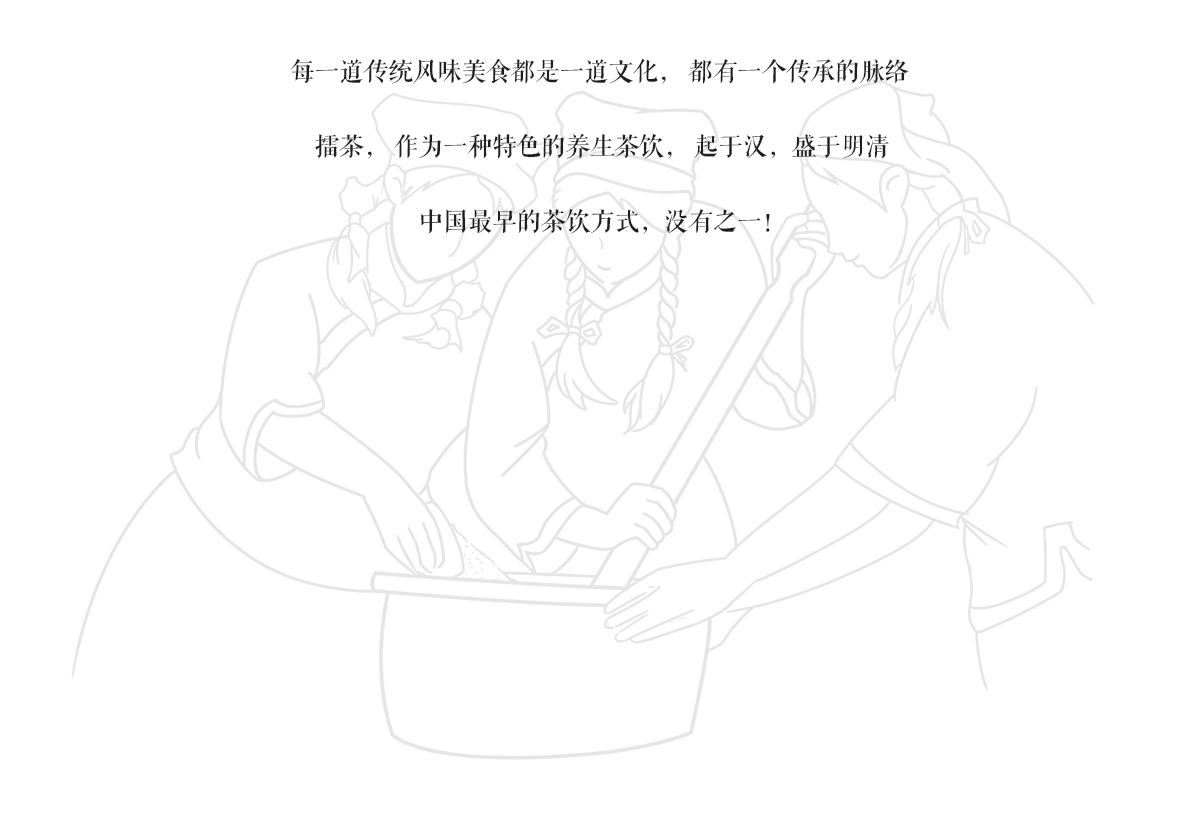 每一道传统风味美食都是一道文化， 都有一个传承的脉络
擂茶， 作为一种特色的养生茶饮， 起于汉，盛于明清
中国最早的茶饮方式，没有之一！